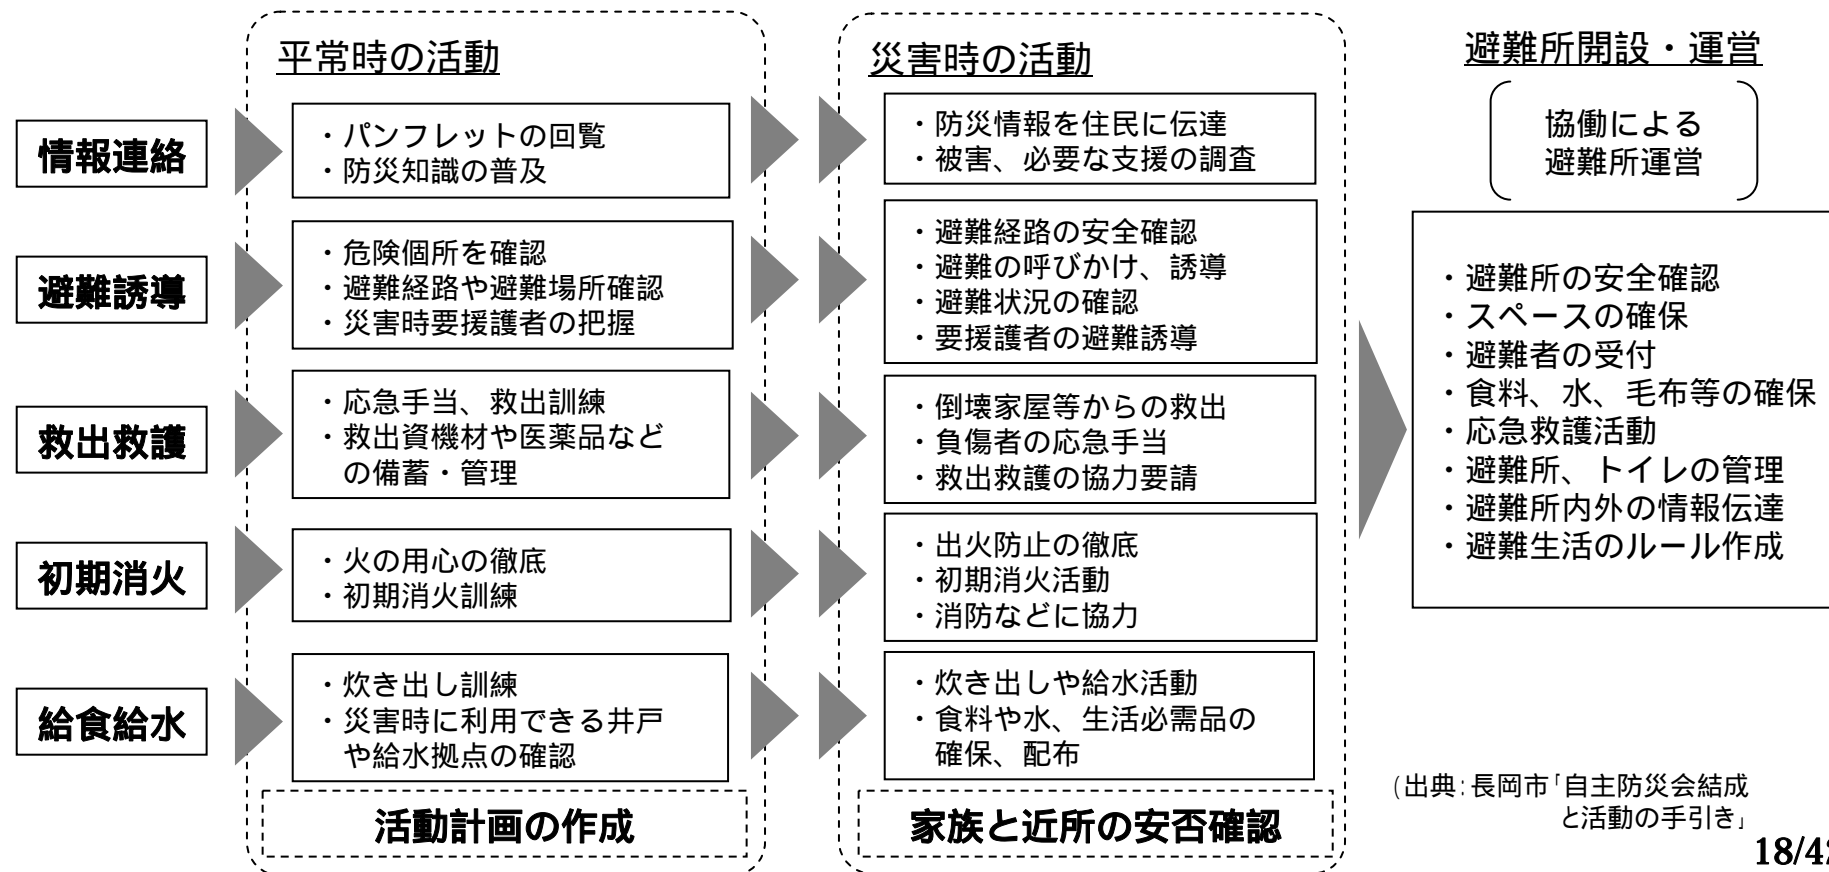 平常時の活動
災害時の活動
避難所開設・運営
協働による
避難所運営
情報連絡
・パンフレットの回覧
・防災知識の普及
・防災情報を住民に伝達
・被害、必要な支援の調査
避難誘導
・危険個所を確認
・避難経路や避難場所確認
・災害時要援護者の把握
・避難経路の安全確認
・避難の呼びかけ、誘導
・避難状況の確認
・要援護者の避難誘導
救出救護
・応急手当、救出訓練
・救出資機材や医薬品など
の備蓄・管理
・倒壊家屋等からの救出
・負傷者の応急手当
・救出救護の協力要請
初期消火
・火の用心の徹底
・初期消火訓練
・出火防止の徹底
・初期消火活動
・消防などに協力
給食給水
・炊き出し訓練
・災害時に利用できる井戸
や給水拠点の確認
・炊き出しや給水活動
・食料や水、生活必需品の
確保、配布
活動計画の作成
家族と近所の安否確認
・避難所の安全確認
・スペースの確保
・避難者の受付
・食料、水、毛布等の確保
・応急救護活動
・避難所、トイレの管理
・避難所内外の情報伝達
・避難生活のルール作成
(出典:長岡市「自主防災会結成
と活動の手引き」
18/42